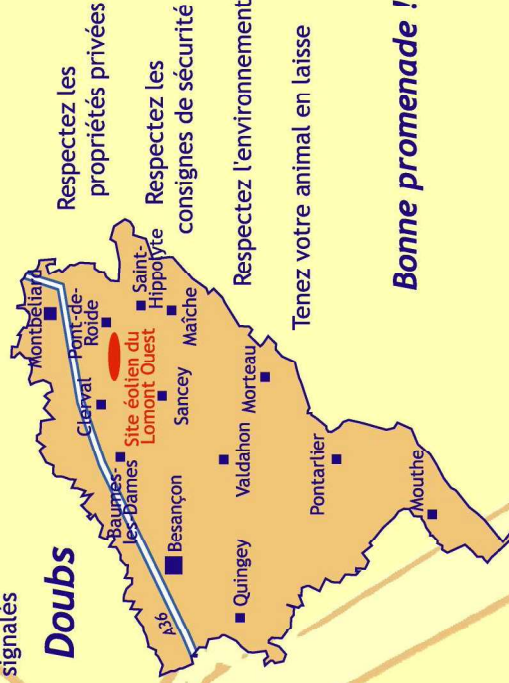 signalés
Doubs
Montbéliard
Pont-de-
Roide
Saint-
Hippolyte
Maîche
Clerval
Site éolien du
Lomont Ouest
Sancey
Baumes-
les-Dames
Besançon
Valdahon
Morteau
A36
Quingey
Pontarlier
Mouthe
Respectez les
propriétés privées
Respectez les
consignes de sécurité
Respectez l'environnement
Tenez votre animal en laisse
Bonne promenade !